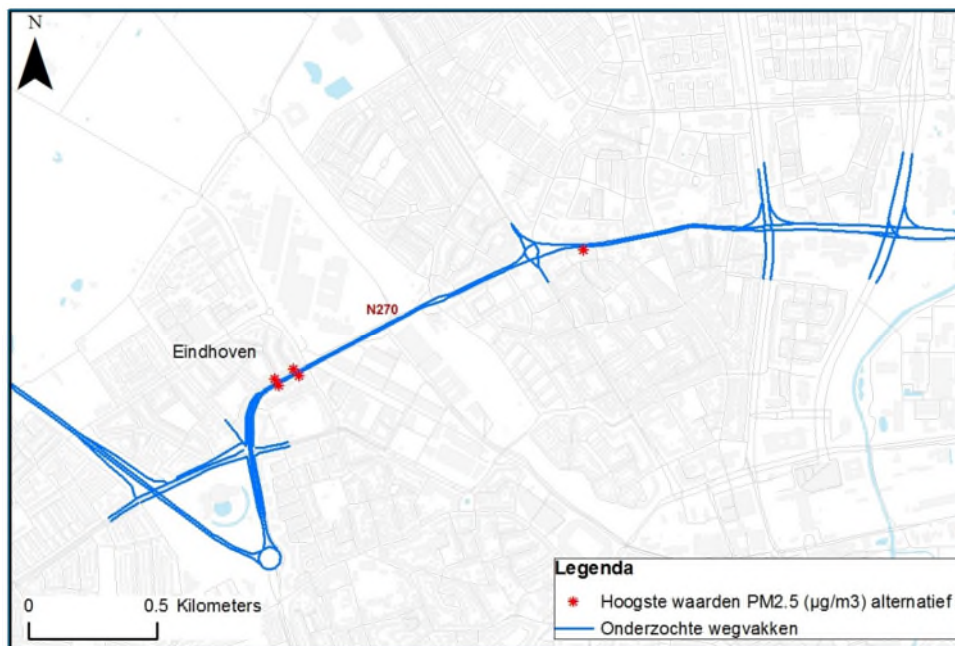 N
N270
Eindhoven
Legenda
Hoogste waarden PM2.5 (µg/m3) alternatief
Onderzochte wegvakken
0 0.5 Kilometers